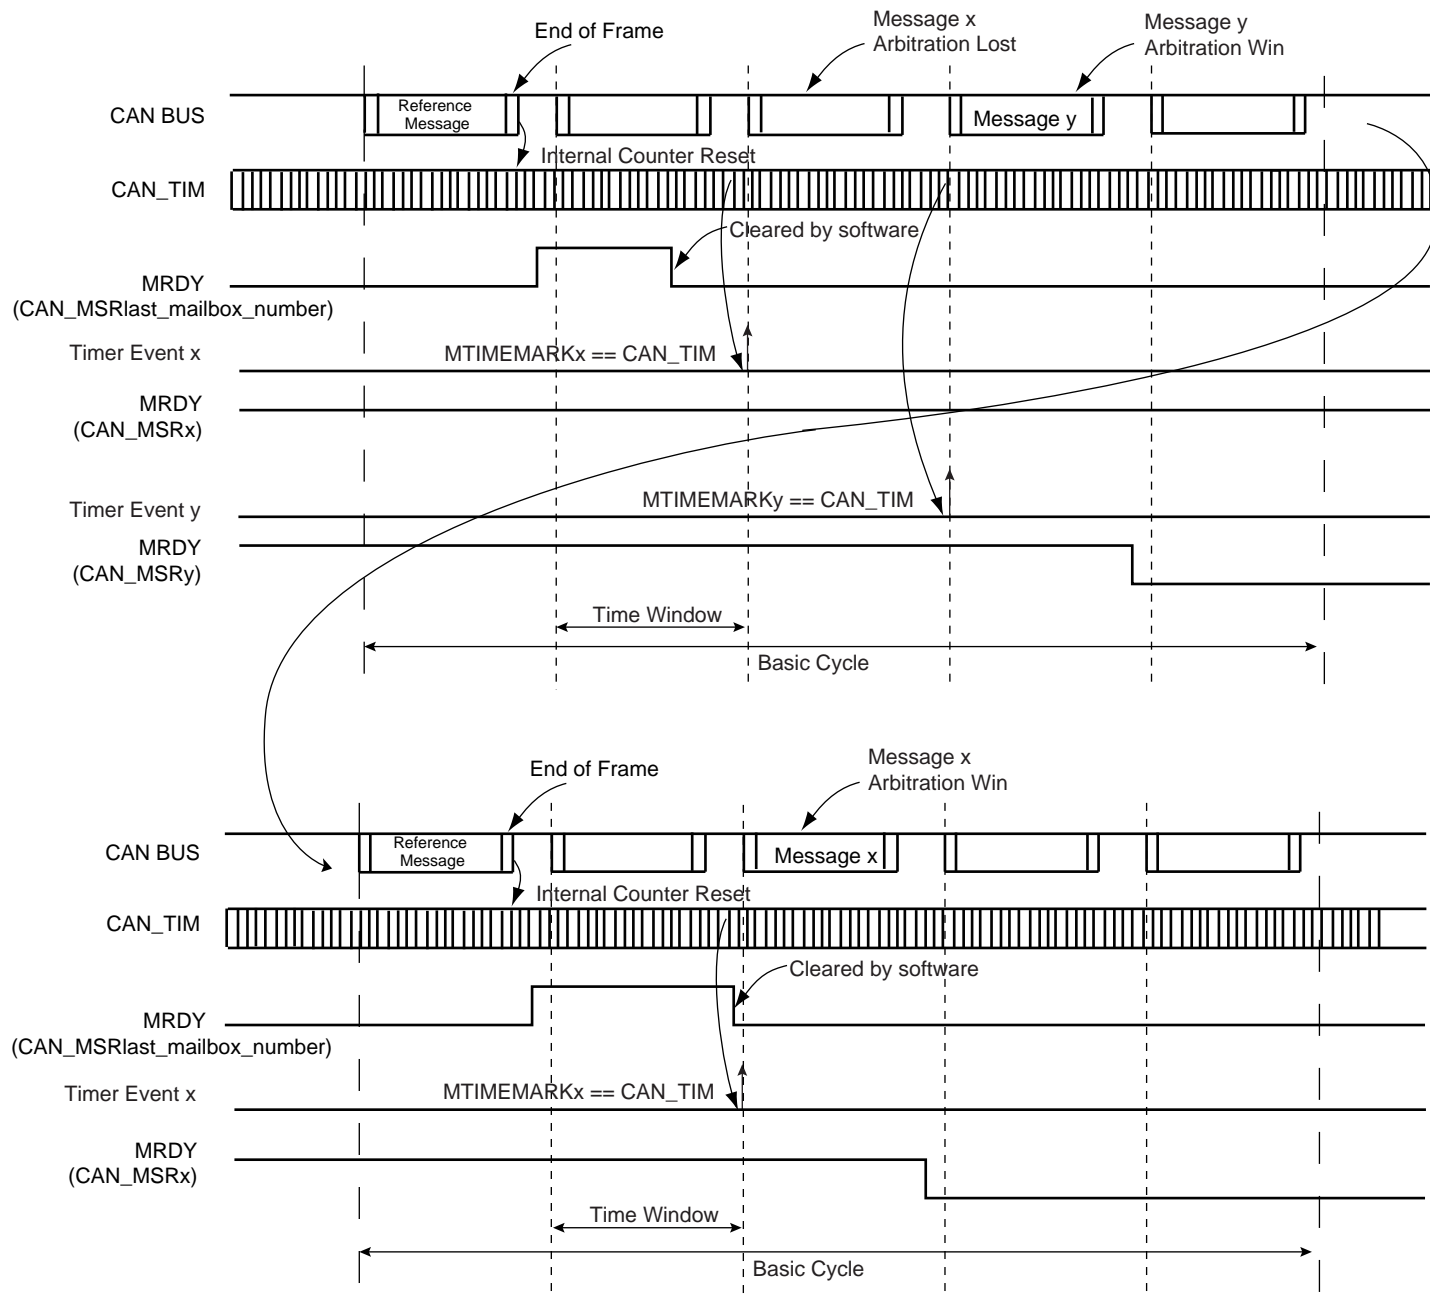 End of Frame
Message x
Arbitration Lost
Message y
Arbitration Win
CAN BUS
Reference
Message
Message y
Internal Counter Reset
CAN_TIM
Cleared by software
MRDY
(CAN_MSRlast_mailbox_number)
Timer Event x
MTIMEMARKx == CAN_TIM
MRDY
(CAN_MSRx)
Timer Event y
MTIMEMARKy == CAN_TIM
MRDY
(CAN_MSRy)
Time Window
Basic Cycle
End of Frame
Message x
Arbitration Win
CAN BUS
Reference
Message
Message x
Internal Counter Reset
CAN_TIM
Cleared by software
MRDY
(CAN_MSRlast_mailbox_number)
Timer Event x
MTIMEMARKx == CAN_TIM
MRDY
(CAN_MSRx)
Time Window
Basic Cycle